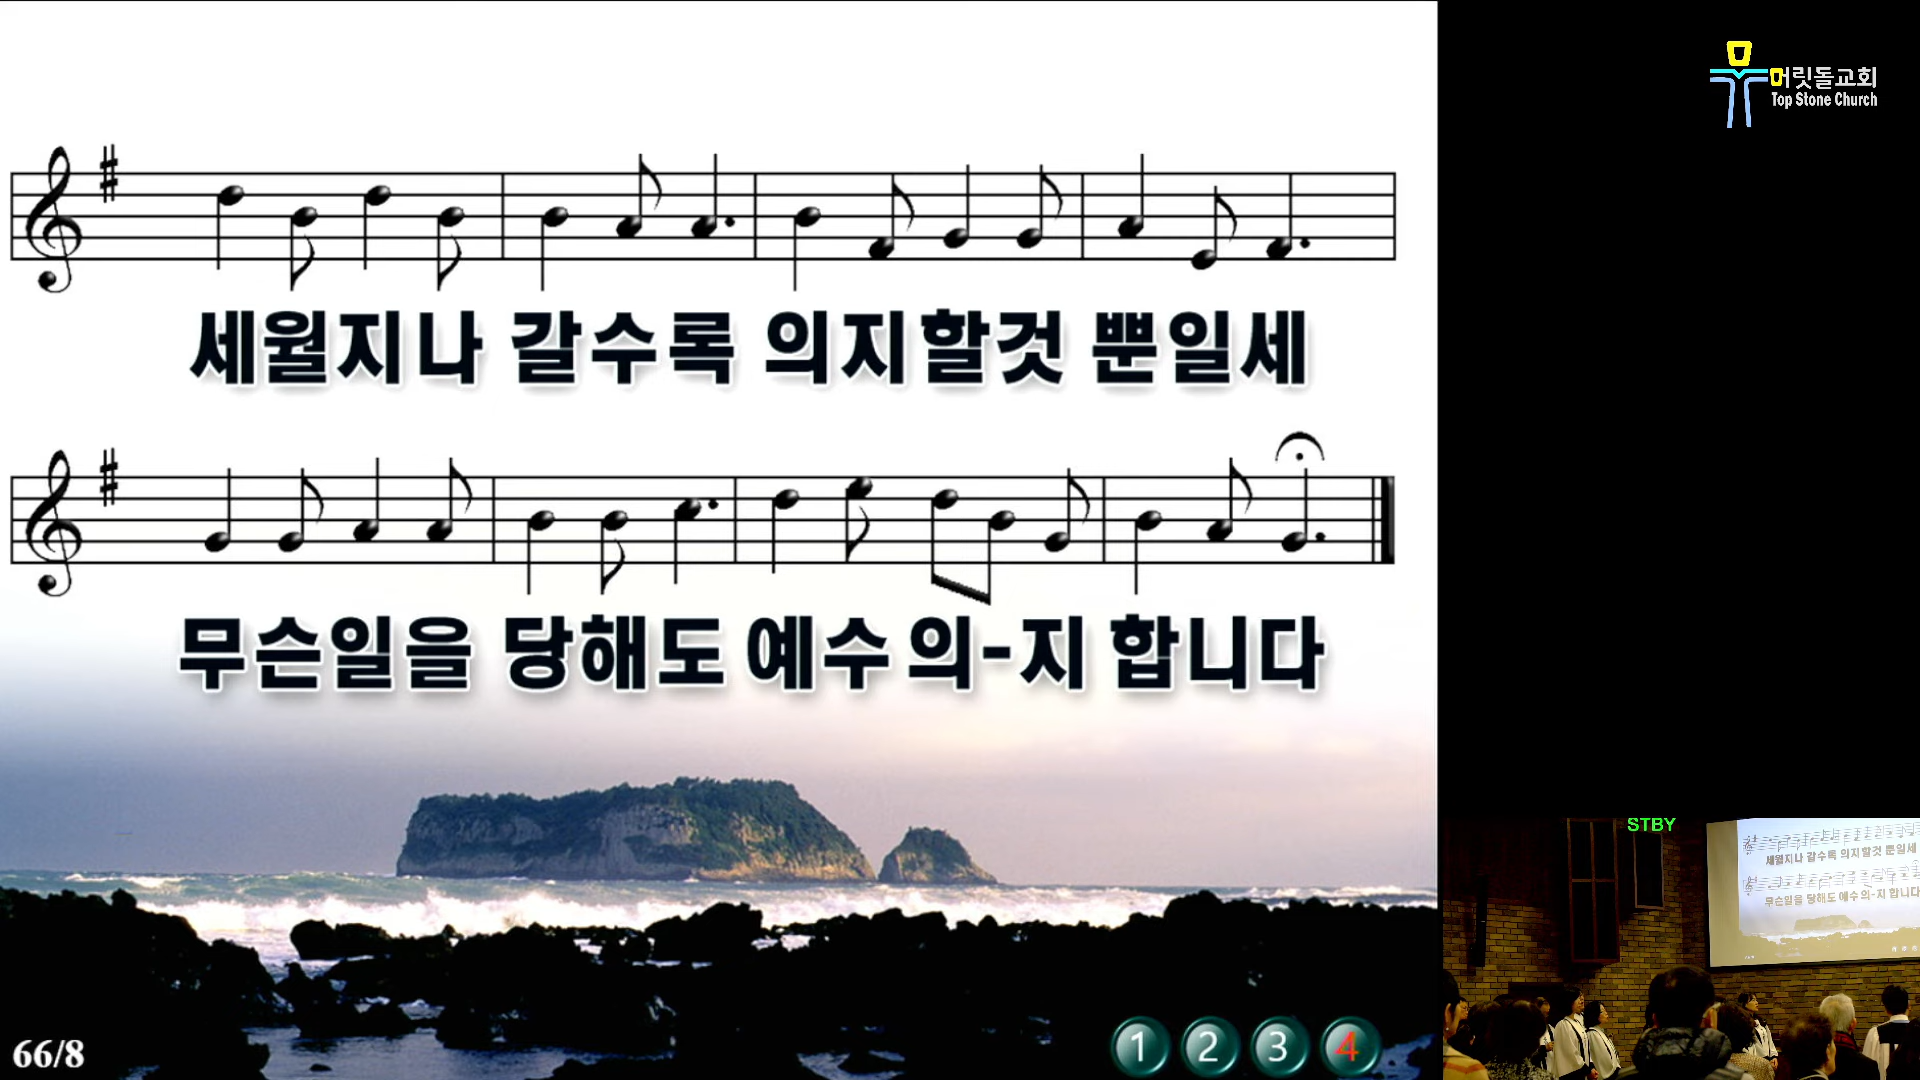 머릿돌교회
Top Stone Church
세월지나 갈수록 의지할것 뿐일세
무슨일을 당해도 예수 의-지 합니다
66/8
1 2 3 4
STBY
세월지나 갈수록 의지할것 뿐일세
무슨일을 당해도 예수 의-지 합니다